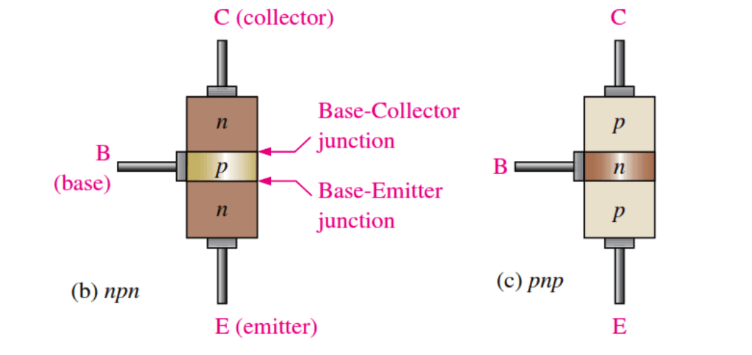 C (collector)
n
Base-Collector
junction
B
(base)
p
Base-Emitter
junction
n
(b) npn
E (emitter)
C
p
B
n
p
(c) pnp
E